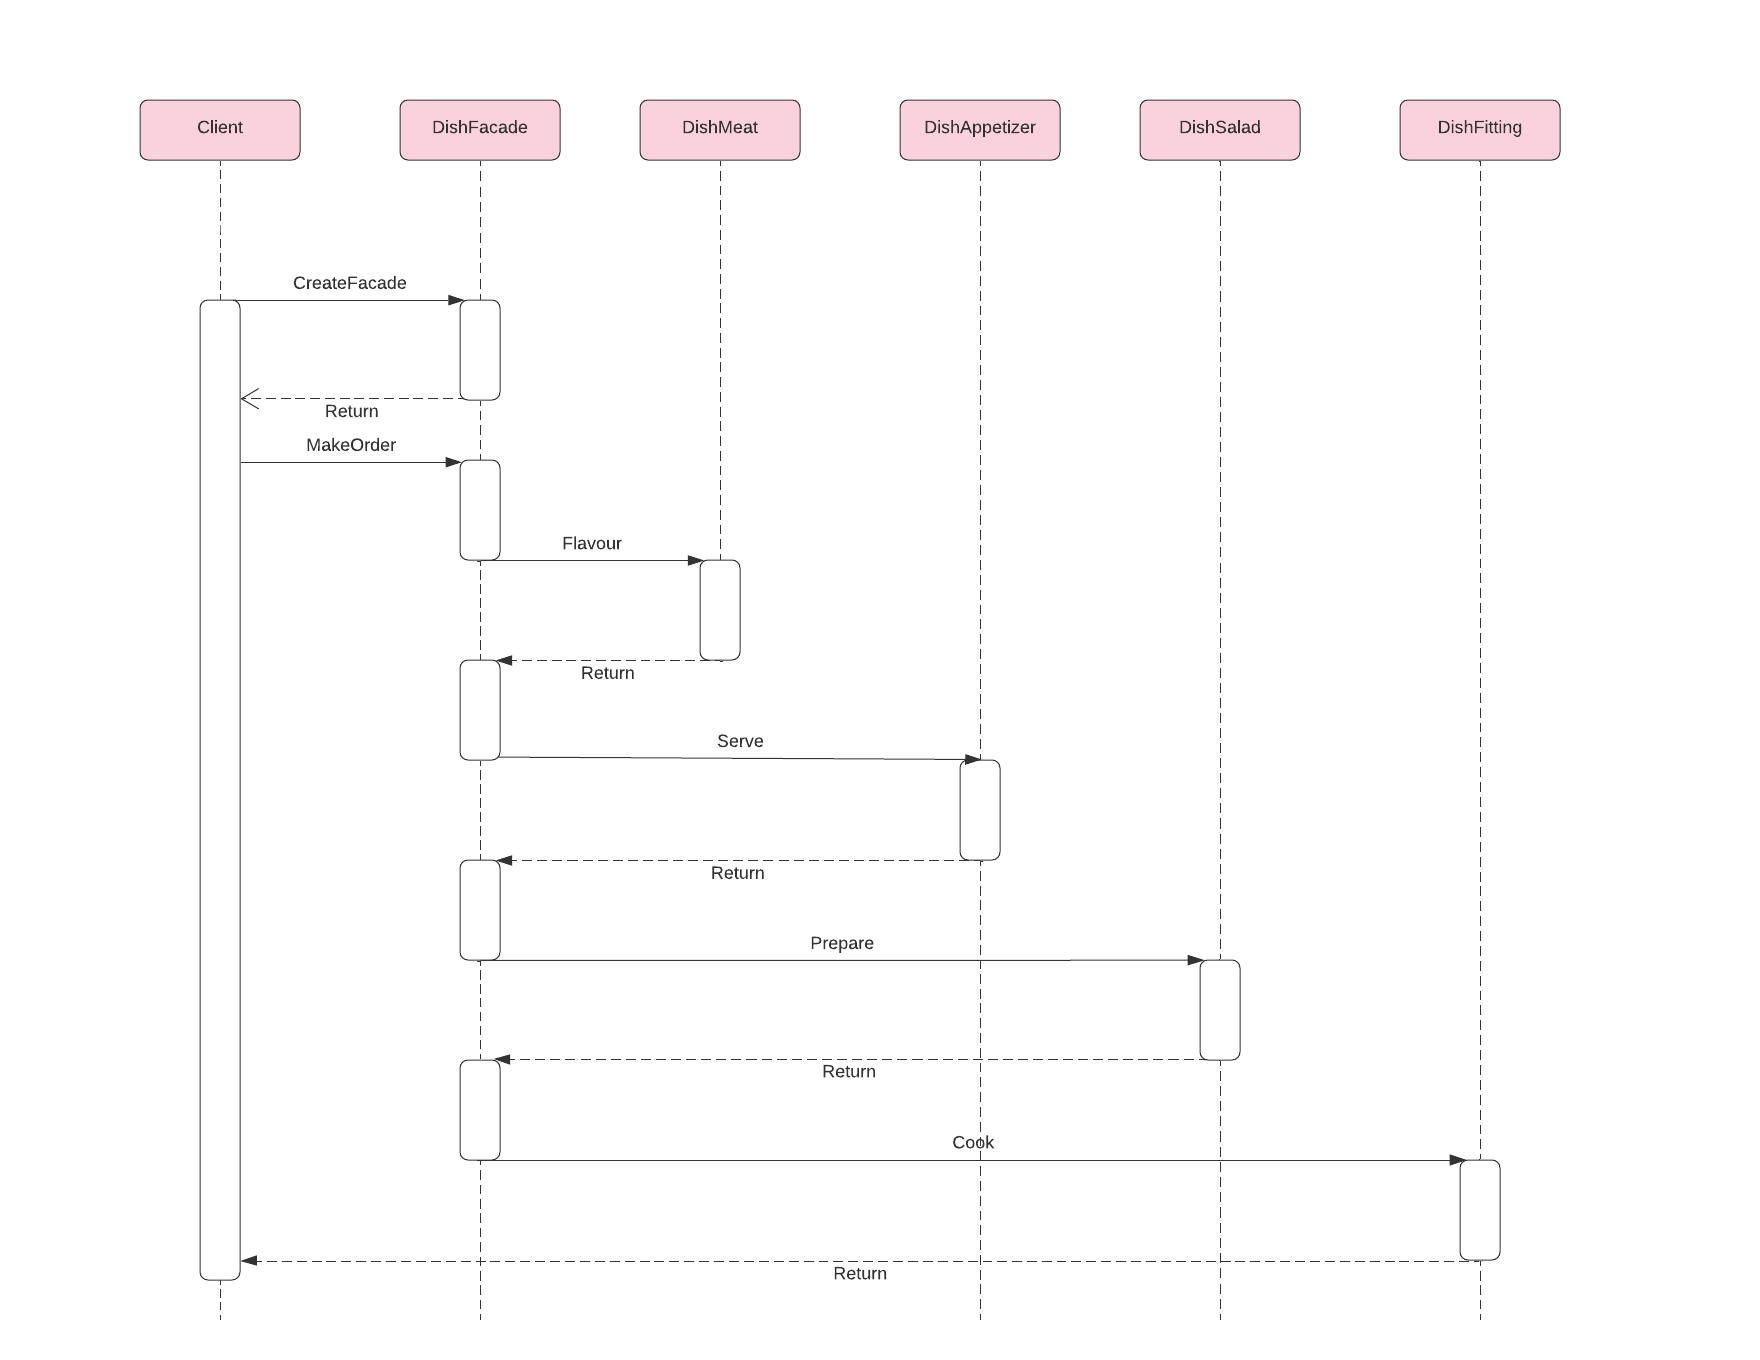 Client
DishFacade
DishMeat
DishAppetizer
DishSalad
DishFitting
CreateFacade
Return
MakeOrder
Flavour
Return
Serve
Return
Prepare
Return
Cook
Return